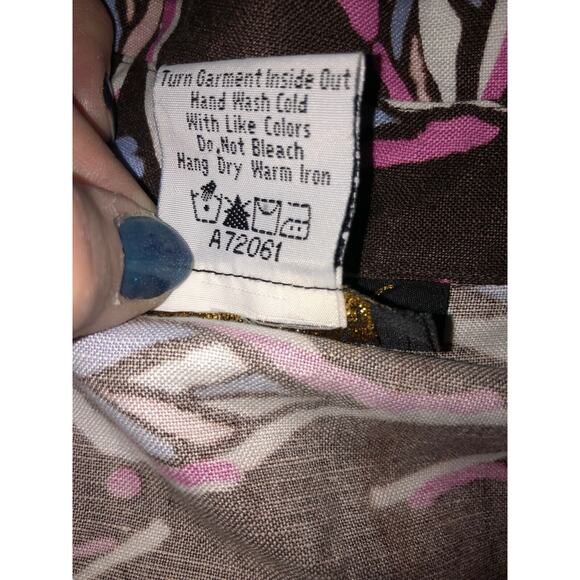 Turn Garment Inside Out
Hand Wash Cold
With Like Colors
Do.Not Bleach
Hang Dry Warm Iron
A72061